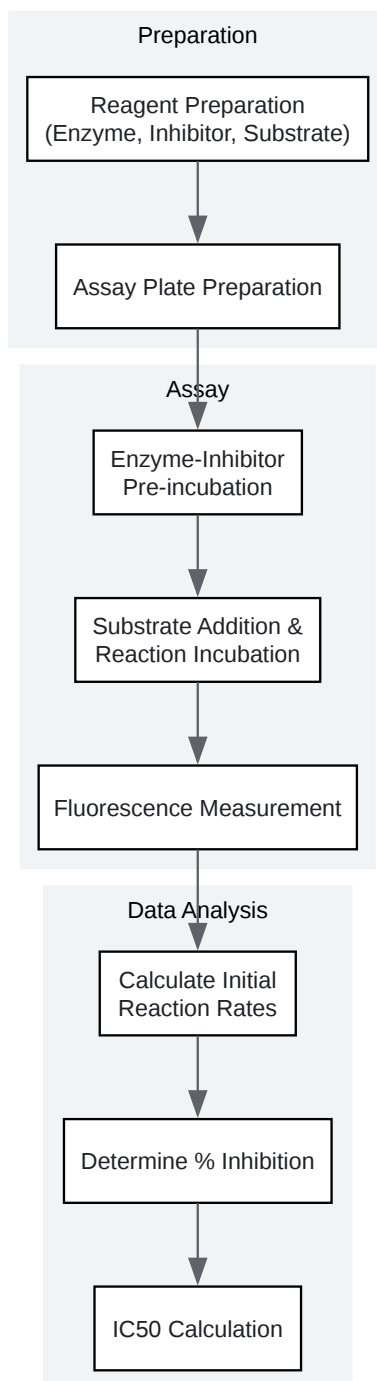 Preparation
Reagent Preparation
(Enzyme, Inhibitor, Substrate)
Assay Plate Preparation
Assay
Enzyme-Inhibitor
Pre-incubation
Substrate Addition &
Reaction Incubation
Fluorescence Measurement
Data Analysis
Calculate Initial
Reaction Rates
Determine % Inhibition
IC50 Calculation